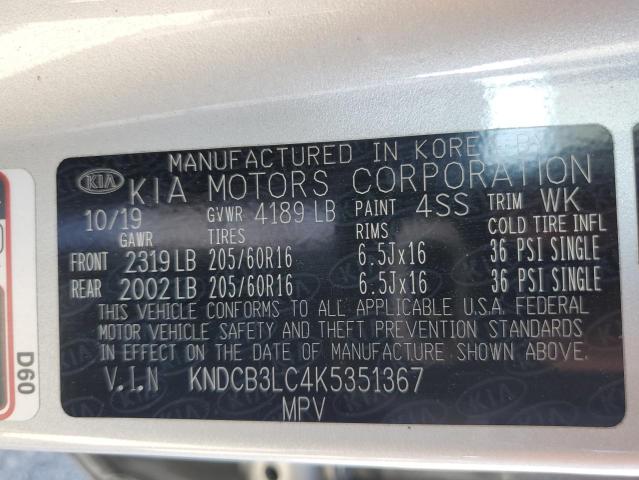 MANUFACTURED IN KOREA BY
KIA KIA MOTORS CORPORATION
10/19 GVWR 4189 LB PAINT 4SS TRIM WK
GAWR TIRES RIMS COLD TIRE INFL
FRONT 2319 LB 205/60R16 6.5Jx16 36 PSI SINGLE
REAR 2002 LB 205/60R16 6.5Jx16 36 PSI SINGLE
THIS VEHICLE CONFORMS TO ALL APPLICABLE U.S.A. FEDERAL
MOTOR VEHICLE SAFETY AND THEFT PREVENTION STANDARDS
IN EFFECT ON THE DATE OF MANUFACTURE SHOWN ABOVE.
V.I.N KNDCB3LC4K5351367
MPV
D60